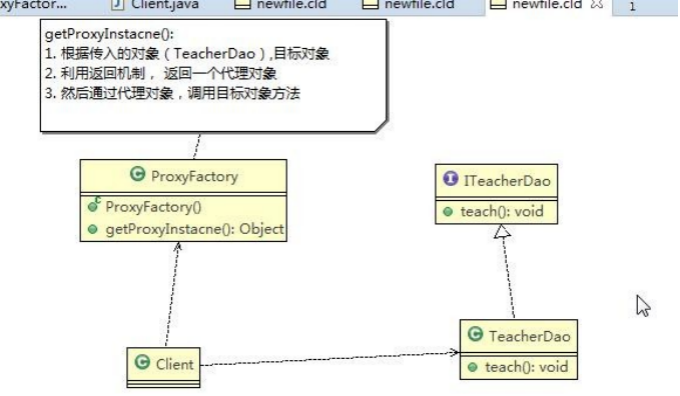 xyFactor...
Client.java
newfile.cld
newfile.cld
newfile.cld
1
getProxyInstacne():
1. 根据传入的对象（TeacherDao）,目标对象
2. 利用返回机制， 返回一个代理对象
3. 然后通过代理对象，调用目标对象方法
ProxyFactory
ProxyFactory()
getProxyInstacne(): Object
ITeacherDao
teach(): void
TeacherDao
teach(): void
Client